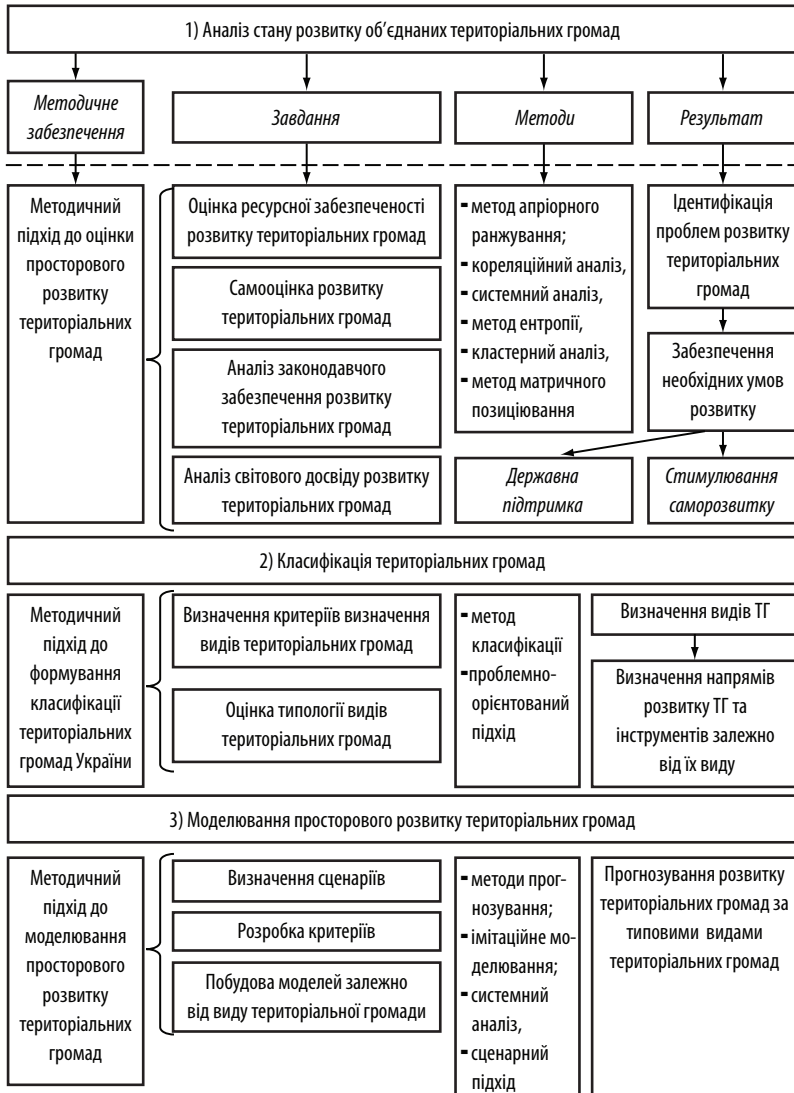 1) Аналіз стану розвитку об’єднаних територіальних громад
Методичне
забезпечення
Завдання
Методи
Результат
Методичний
підхід до оцінки
просторового
розвитку
територіальних
громад
Оцінка ресурсної забезпеченості
розвитку територіальних громад
Самооцінка розвитку
територіальних громад
Аналіз законодавчого
забезпечення розвитку
територіальних громад
Аналіз світового досвіду розвитку
територіальних громад
- метод апріорного
ранжування;
- кореляційний аналіз,
- системний аналіз,
- метод ентропії,
- кластерний аналіз,
- метод матричного
позиціювання
Ідентифікація
проблем розвитку
територіальних
громад
Забезпечення
необхідних умов
розвитку
Державна
підтримка
Стимулювання
саморозвитку
2) Класифікація територіальних громад
Методичний
підхід до
формування
класифікації
територіальних
громад України
Визначення критеріїв визначення
видів територіальних громад
Оцінка типології видів
територіальних громад
- метод
класифікації
- проблемно-
орієнтований
підхід
Визначення видів ТГ
Визначення напрямів
розвитку ТГ та
інструментів залежно
від їх виду
3) Моделювання просторового розвитку територіальних громад
Методичний
підхід до
моделювання
просторового
розвитку
територіальних
громад
Визначення сценаріїв
Розробка критеріїв
Побудова моделей залежно
від виду територіальної громади
- методи прог-
нозування;
- імітаційне мо-
делювання;
- системний
аналіз,
- сценарний
підхід
Прогнозування розвитку
територіальних громад за
типовими видами
територіальних громад